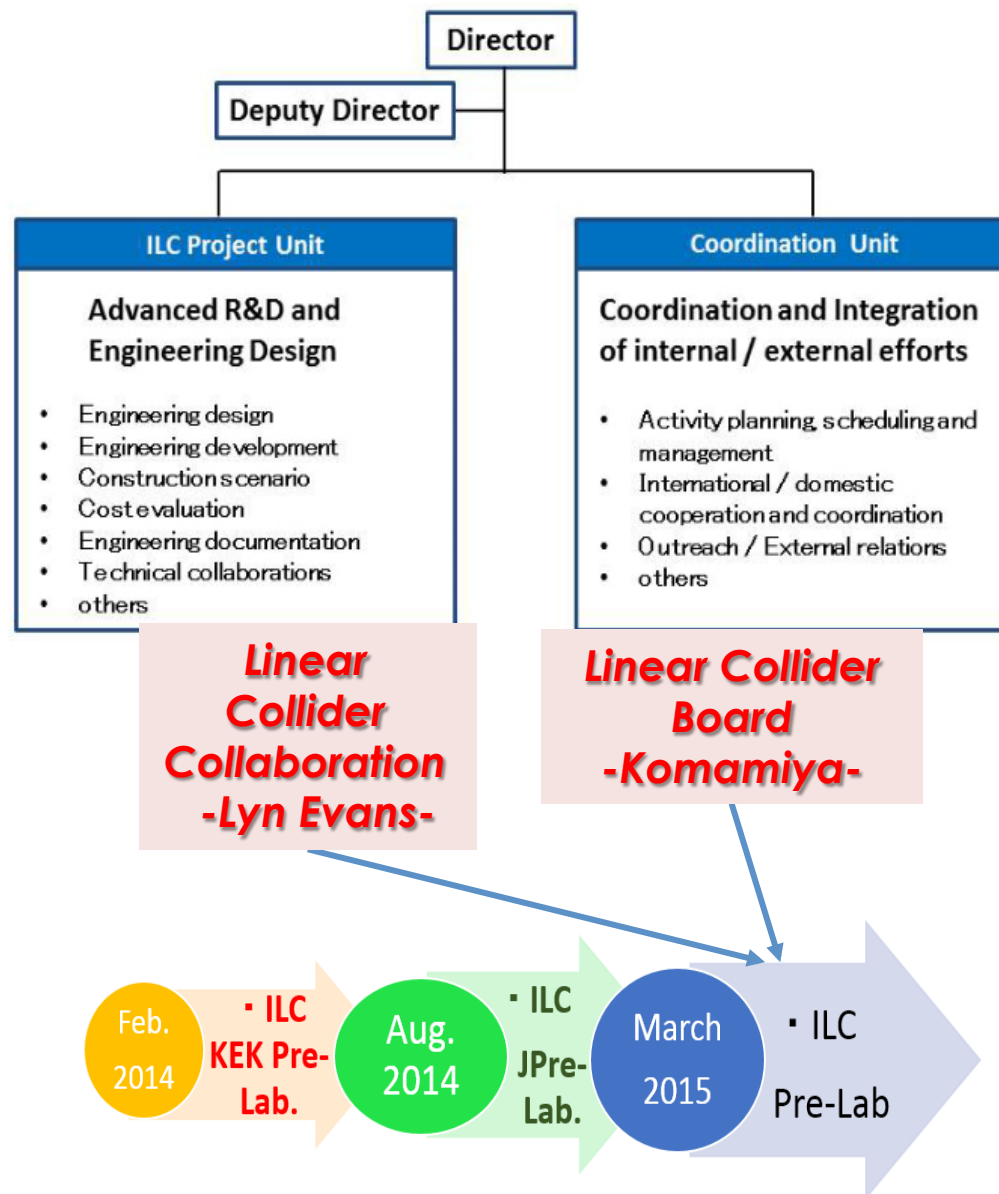 Director
Deputy Director
ILC Project Unit
Advanced R&D and
Engineering Design
• Engineering design
• Engineering development
• Construction scenario
• Cost evaluation
• Engineering documentation
• Technical collaborations
• others
Coordination Unit
Coordination and Integration
of internal / external efforts
• Activity planning, scheduling and
management
• International / domestic
cooperation and coordination
• Outreach / External relations
• others
Linear
Collider
Collaboration
-Lyn Evans-
Linear Collider
Board
-Komamiya-
Feb.
2014
・ILC
KEK Pre-
Lab.
Aug.
2014
・ILC
JPre-
Lab.
March
2015
・ILC
Pre-Lab